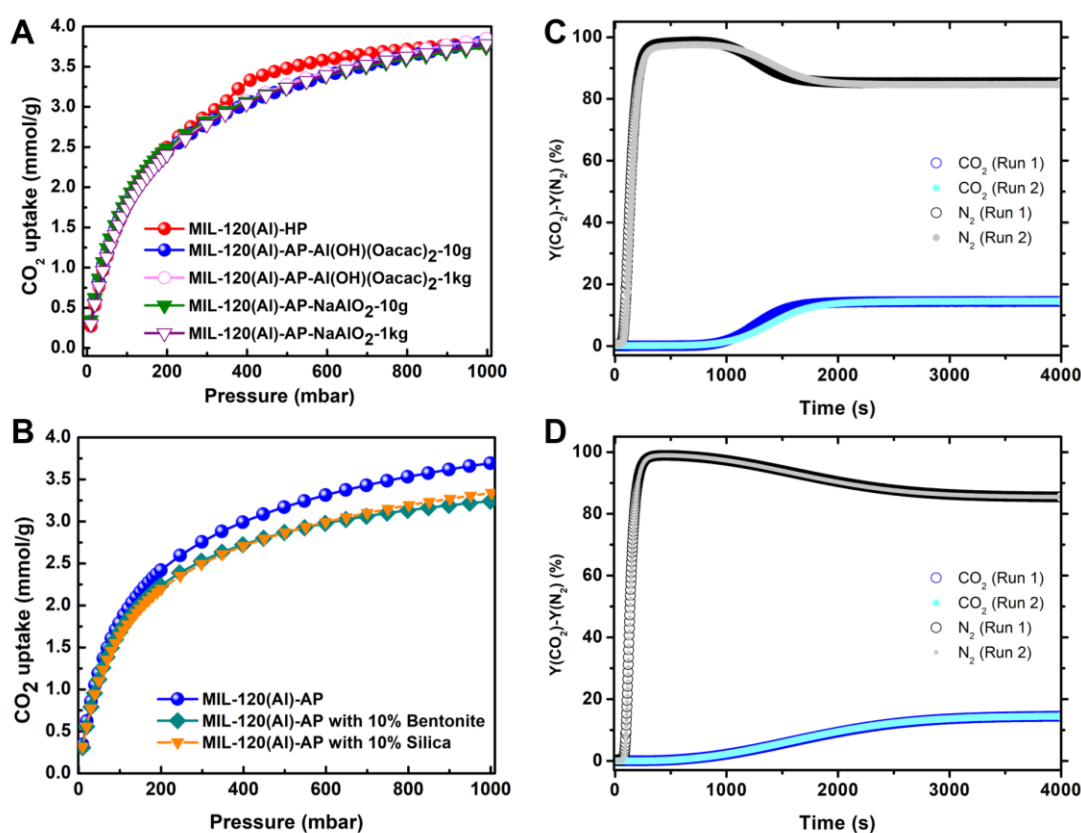 A
CO₂ uptake (mmol/g)
4.0
3.5
3.0
2.5
2.0
1.5
1.0
0.5
0.0
MIL-120(Al)-HP
MIL-120(Al)-AP-Al(OH)(Oacac)₂-10g
MIL-120(Al)-AP-Al(OH)(Oacac)₂-1kg
MIL-120(Al)-AP-NaAlO₂-10g
MIL-120(Al)-AP-NaAlO₂-1kg
0 200 400 600 800 1000
Pressure (mbar)
B
CO₂ uptake (mmol/g)
4.0
3.5
3.0
2.5
2.0
1.5
1.0
0.5
0.0
MIL-120(Al)-AP
MIL-120(Al)-AP with 10% Bentonite
MIL-120(Al)-AP with 10% Silica
0 200 400 600 800 1000
Pressure (mbar)
C
Y(CO₂)-Y(N₂) (%)
100
80
60
40
20
0
CO₂ (Run 1)
CO₂ (Run 2)
N₂ (Run 1)
N₂ (Run 2)
0 1000 2000 3000 4000
Time (s)
D
Y(CO₂)-Y(N₂) (%)
100
80
60
40
20
0
CO₂ (Run 1)
CO₂ (Run 2)
N₂ (Run 1)
N₂ (Run 2)
0 1000 2000 3000 4000
Time (s)